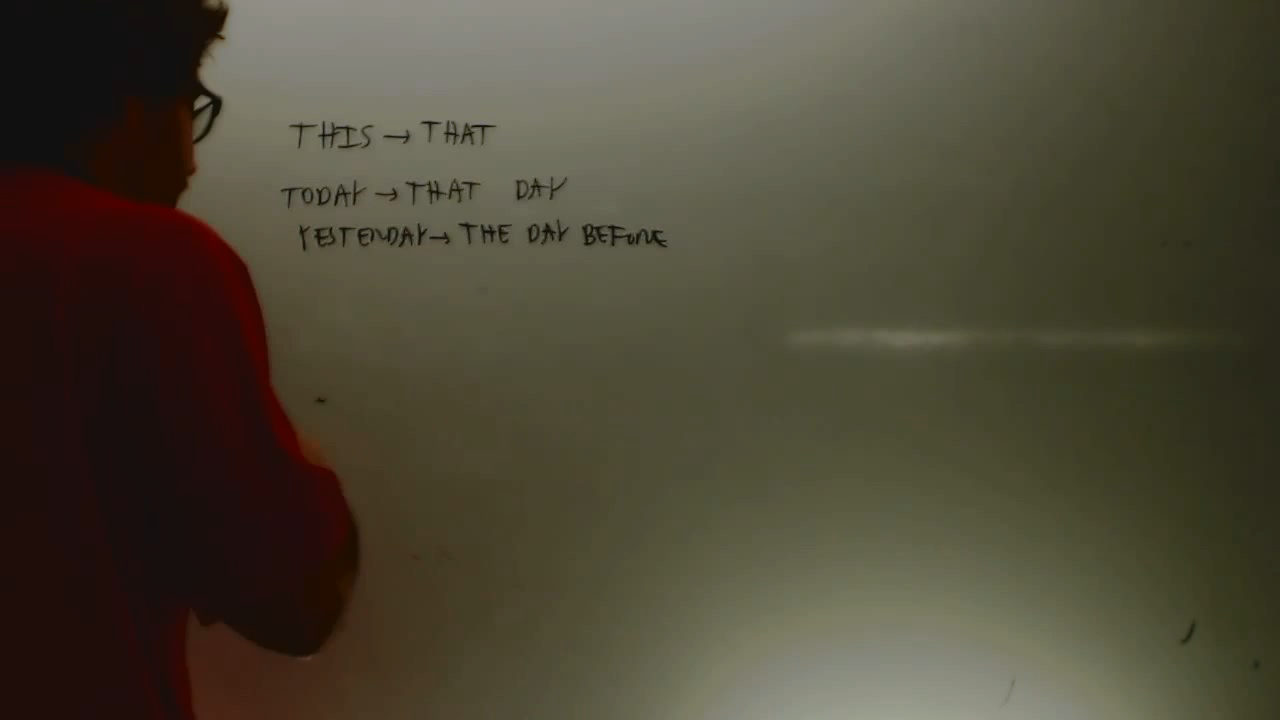 THIS → THAT
TODAY → THAT DAY
YESTERDAY → THE DAY BEFORE